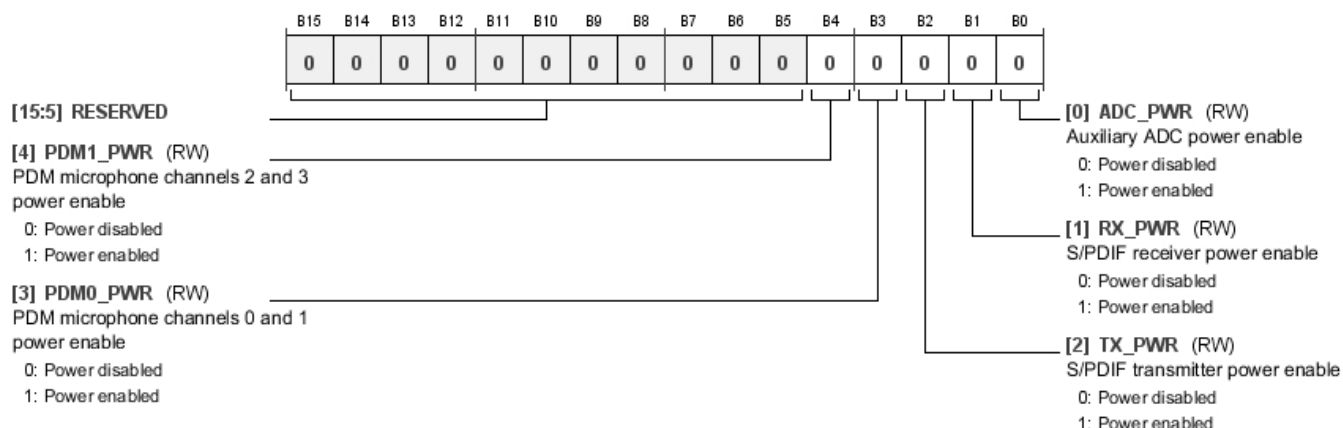 B15 B14 B13 B12 B11 B10 B9 B8 B7 B6 B5 B4 B3 B2 B1 B0
0 0 0 0 0 0 0 0 0 0 0 0 0 0 0 0
[15:5] RESERVED
[4] PDM1_PWR (RW)
PDM microphone channels 2 and 3
power enable
0: Power disabled
1: Power enabled
[3] PDM0_PWR (RW)
PDM microphone channels 0 and 1
power enable
0: Power disabled
1: Power enabled
[0] ADC_PWR (RW)
Auxiliary ADC power enable
0: Power disabled
1: Power enabled
[1] RX_PWR (RW)
S/PDIF receiver power enable
0: Power disabled
1: Power enabled
[2] TX_PWR (RW)
S/PDIF transmitter power enable
0: Power disabled
1: Power enabled